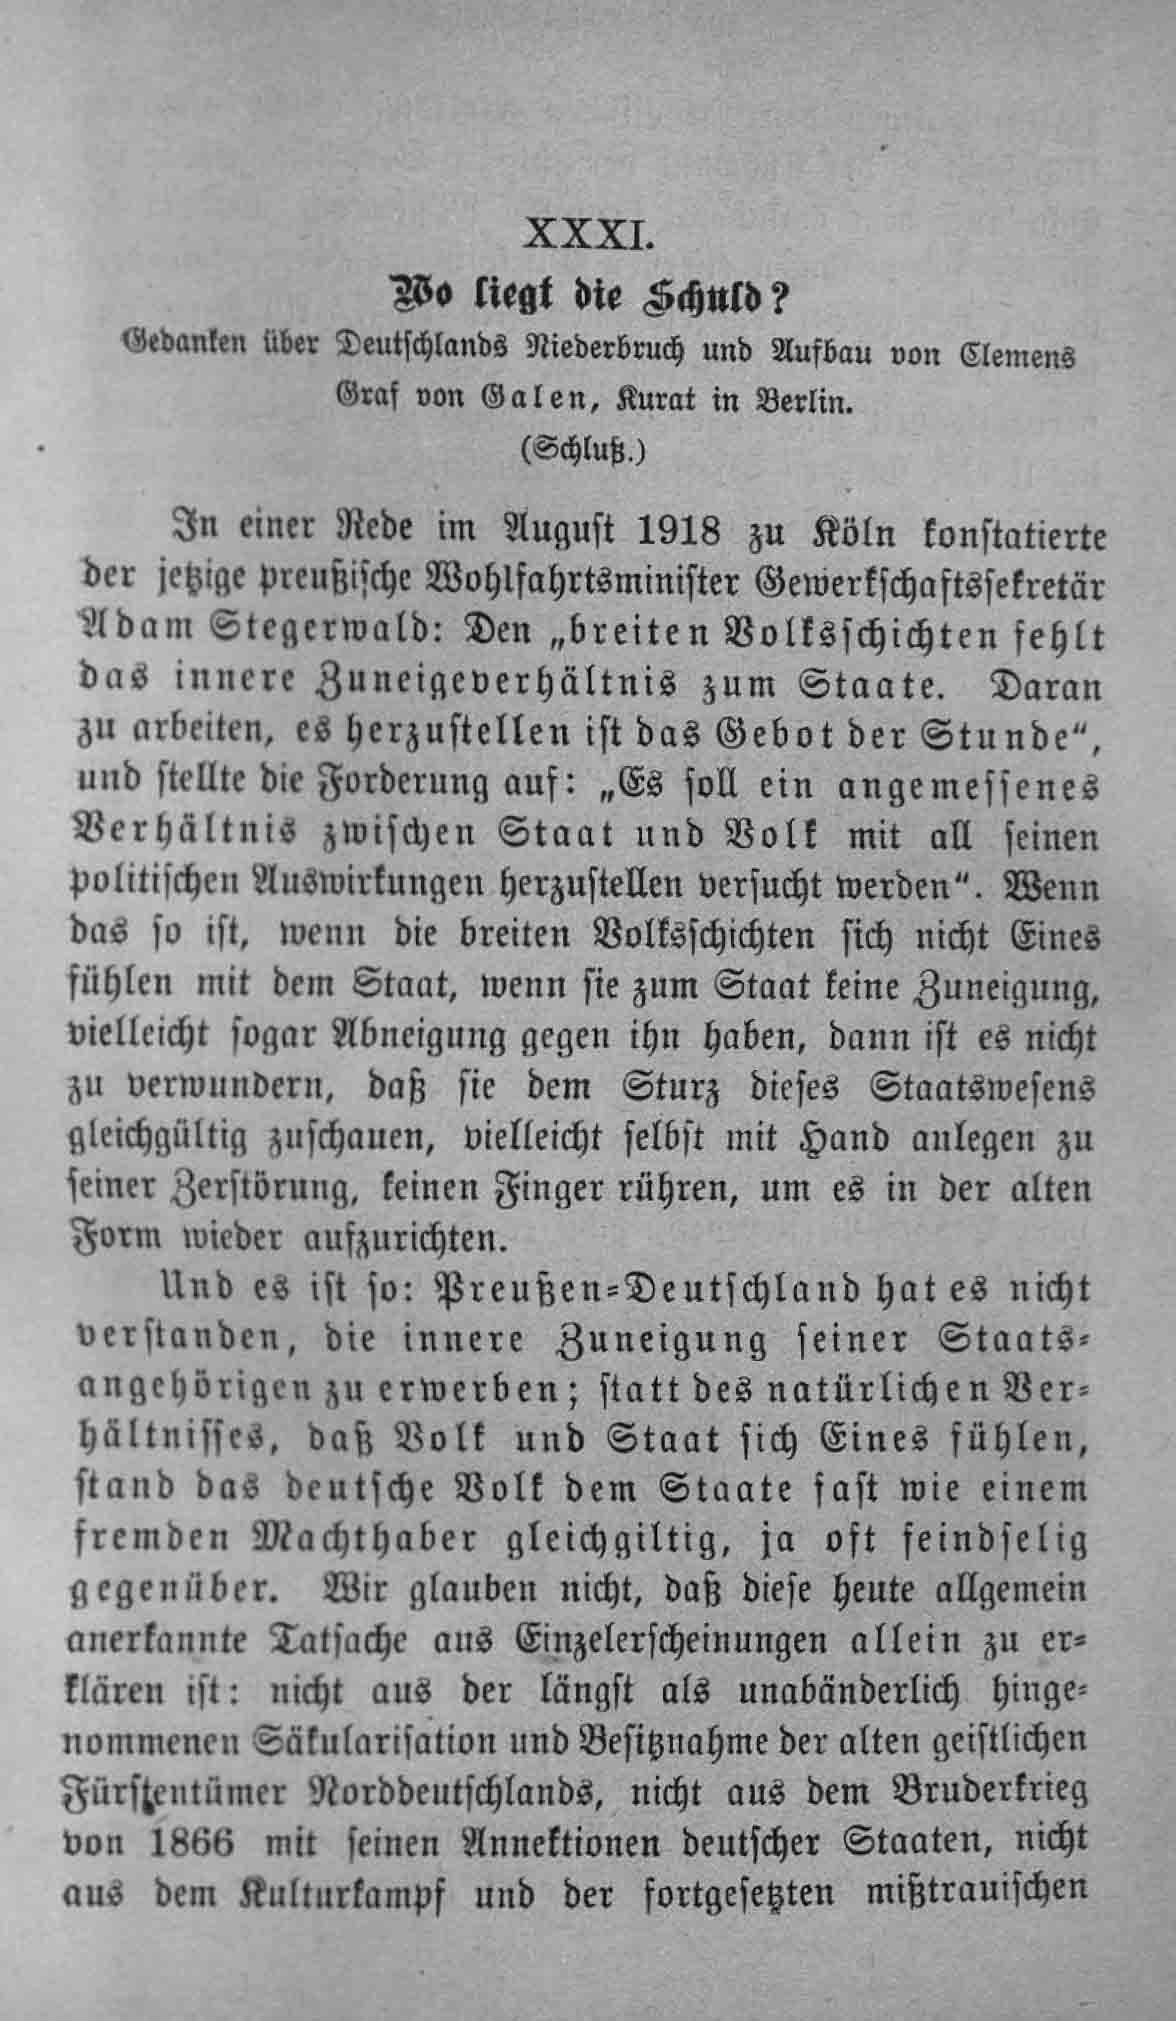 XXXI.
Wo liegt die Schuld?
Gedanken über Deutschlands Niederbruch und Aufbau von Clemens
Graf von Galen, Kurat in Berlin.
(Schluß.)
In einer Rede im August 1918 zu Köln konstatierte
der jetzige preußische Wohlfahrtsminister Gewerkschaftssekretär
Adam Stegerwald: Den „breiten Volksschichten fehlt
das innere Zuneigeverhältnis zum Staate. Daran
zu arbeiten, es herzustellen ist das Gebot der Stunde“,
und stellte die Forderung auf: „Es soll ein angemessenes
Verhältnis zwischen Staat und Volk mit all seinen
politischen Auswirkungen herzustellen versucht werden“. Wenn
das so ist, wenn die breiten Volksschichten sich nicht Eines
fühlen mit dem Staat, wenn sie zum Staat keine Zuneigung,
vielleicht sogar Abneigung gegen ihn haben, dann ist es nicht
zu verwundern, daß sie dem Sturz dieses Staatswesens
gleichgültig zuschauen, vielleicht selbst mit Hand anlegen zu
seiner Zerstörung, keinen Finger rühren, um es in der alten
Form wieder aufzurichten.
Und es ist so: Preußen=Deutschland hat es nicht
verstanden, die innere Zuneigung seiner Staats=
angehörigen zu erwerben; statt des natürlichen Ver=
hältnisses, daß Volk und Staat sich Eines fühlen,
stand das deutsche Volk dem Staate fast wie einem
fremden Machthaber gleichgiltig, ja oft feindselig
gegenüber. Wir glauben nicht, daß diese heute allgemein
anerkannte Tatsache aus Einzelerscheinungen allein zu er=
klären ist: nicht aus der längst als unabänderlich hinge=
nommenen Säkularisation und Besitznahme der alten geistlichen
Fürstentümer Norddeutschlands, nicht aus dem Bruderkrieg
von 1866 mit seinen Annektionen deutscher Staaten, nicht
aus dem Kulturkampf und der fortgesetzten mißtrauischen